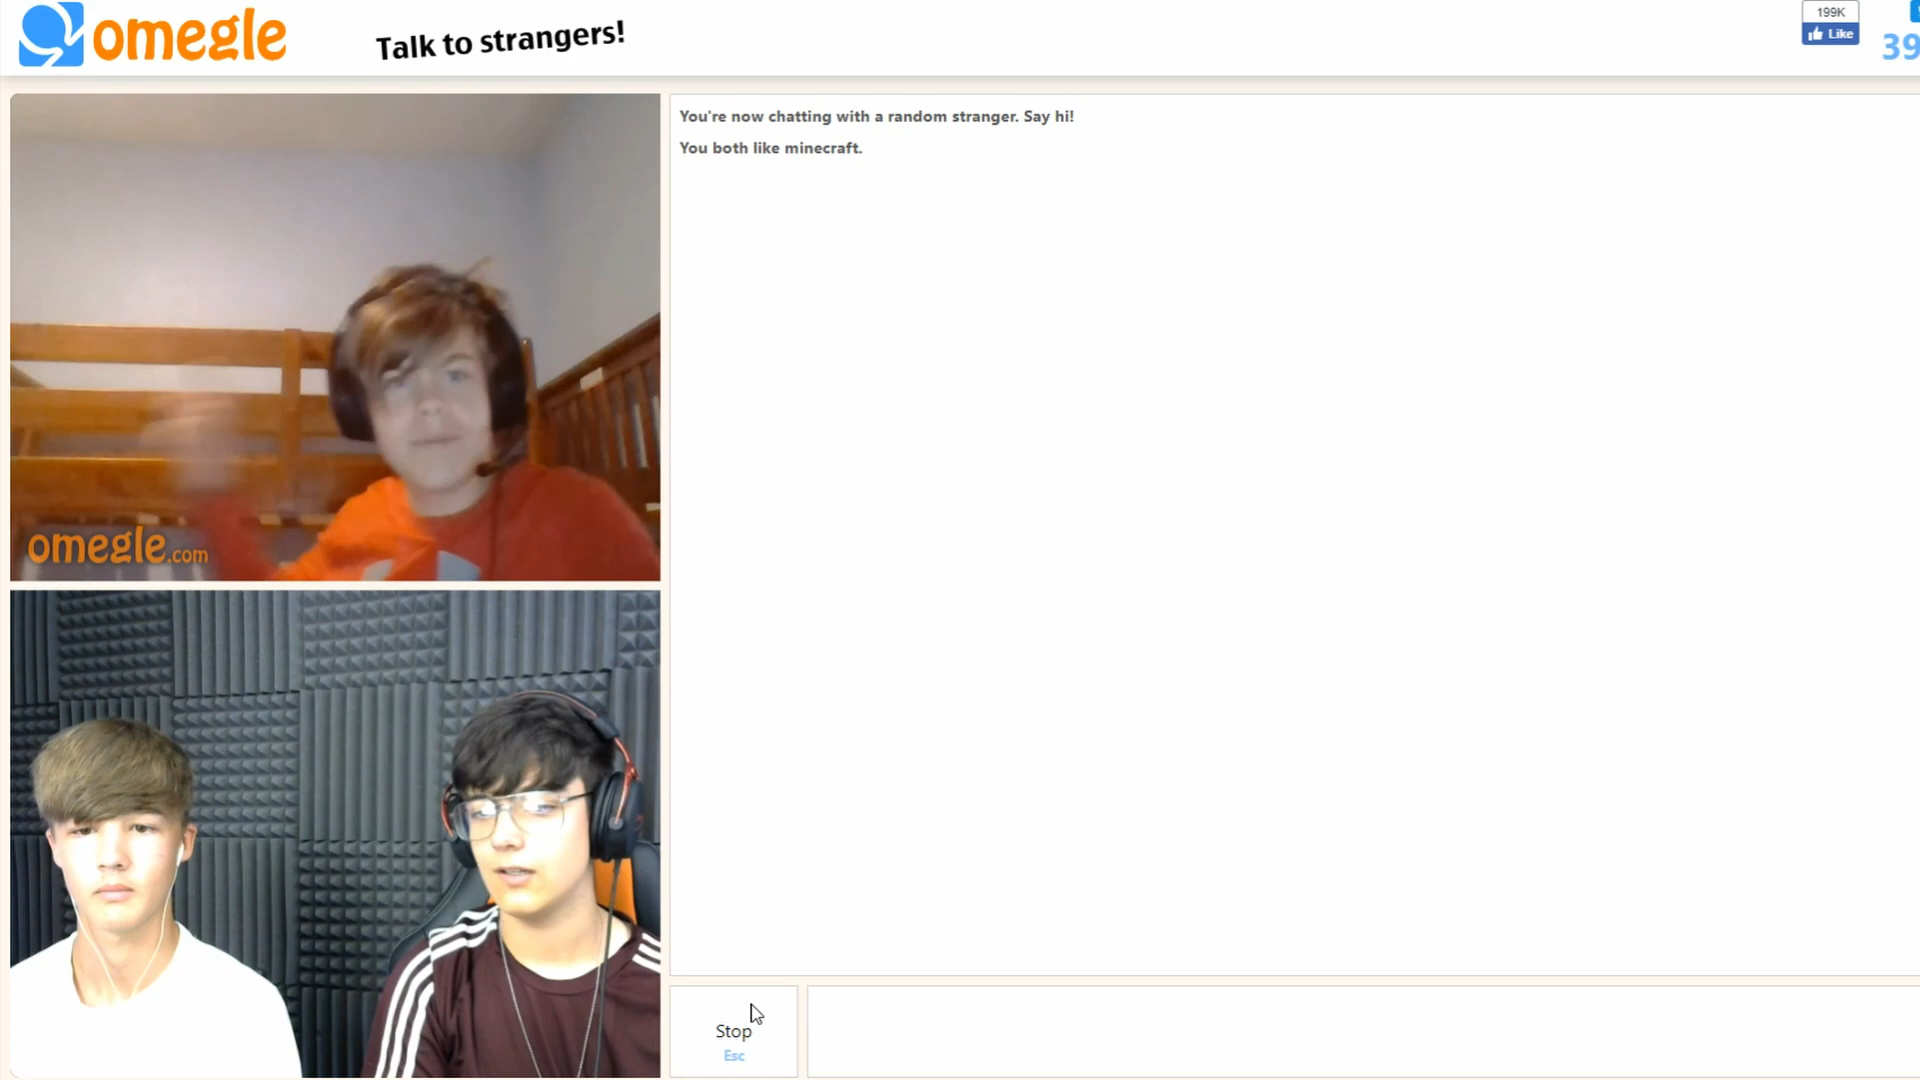 omegle
Talk to strangers!
199K
Like
39
You're now chatting with a random stranger. Say hi!
You both like minecraft.
omegle.com
Stop
Esc